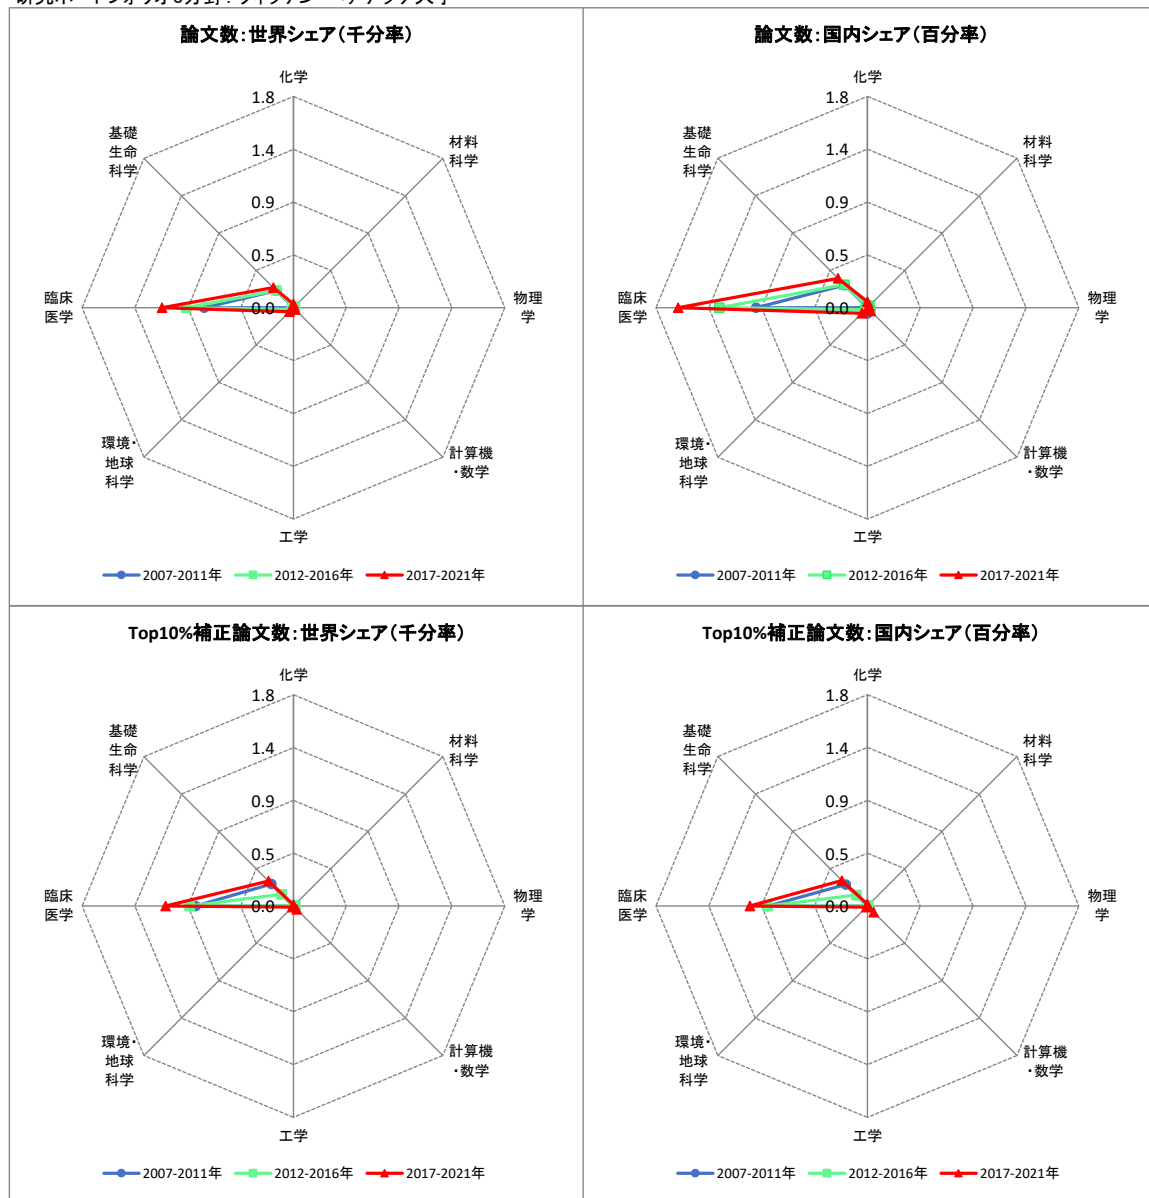 研究ポートフォリオ8分野:
論文数:世界シェア(千分率)
化学
1.8
1.4
0.9
0.5
0.0
材料
科学
物理
学
計算機
・数学
工学
環境・
地球
科学
臨床
医学
基礎
生命
科学
2007-2011年 2012-2016年 2017-2021年
論文数:国内シェア(百分率)
化学
1.8
1.4
0.9
0.5
0.0
材料
科学
物理
学
計算機
・数学
工学
環境・
地球
科学
臨床
医学
基礎
生命
科学
2007-2011年 2012-2016年 2017-2021年
Top10%補正論文数:世界シェア(千分率)
化学
1.8
1.4
0.9
0.5
0.0
材料
科学
物理
学
計算機
・数学
工学
環境・
地球
科学
臨床
医学
基礎
生命
科学
2007-2011年 2012-2016年 2017-2021年
Top10%補正論文数:国内シェア(百分率)
化学
1.8
1.4
0.9
0.5
0.0
材料
科学
物理
学
計算機
・数学
工学
環境・
地球
科学
臨床
医学
基礎
生命
科学
2007-2011年 2012-2016年 2017-2021年